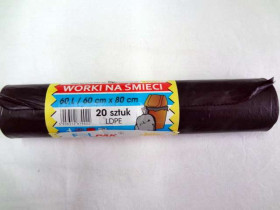 WORKI NA ŚMIECI
60 L / 60 cm x 80 cm
20 sztuk
LDPE